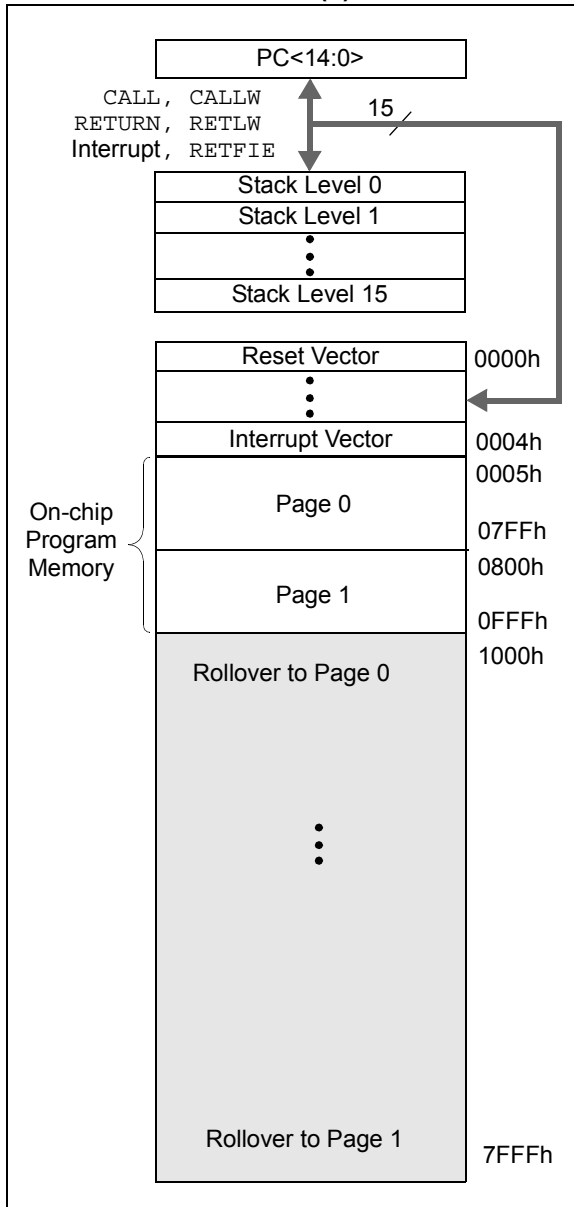 PC<14:0>
CALL, CALLW
RETURN, RETLW
Interrupt, RETFIE
15
Stack Level 0
Stack Level 1
Stack Level 15
Reset Vector
0000h
Interrupt Vector
0004h
0005h
On-chip
Program
Memory
Page 0
07FFh
0800h
Page 1
0FFFh
1000h
Rollover to Page 0
Rollover to Page 1
7FFFh